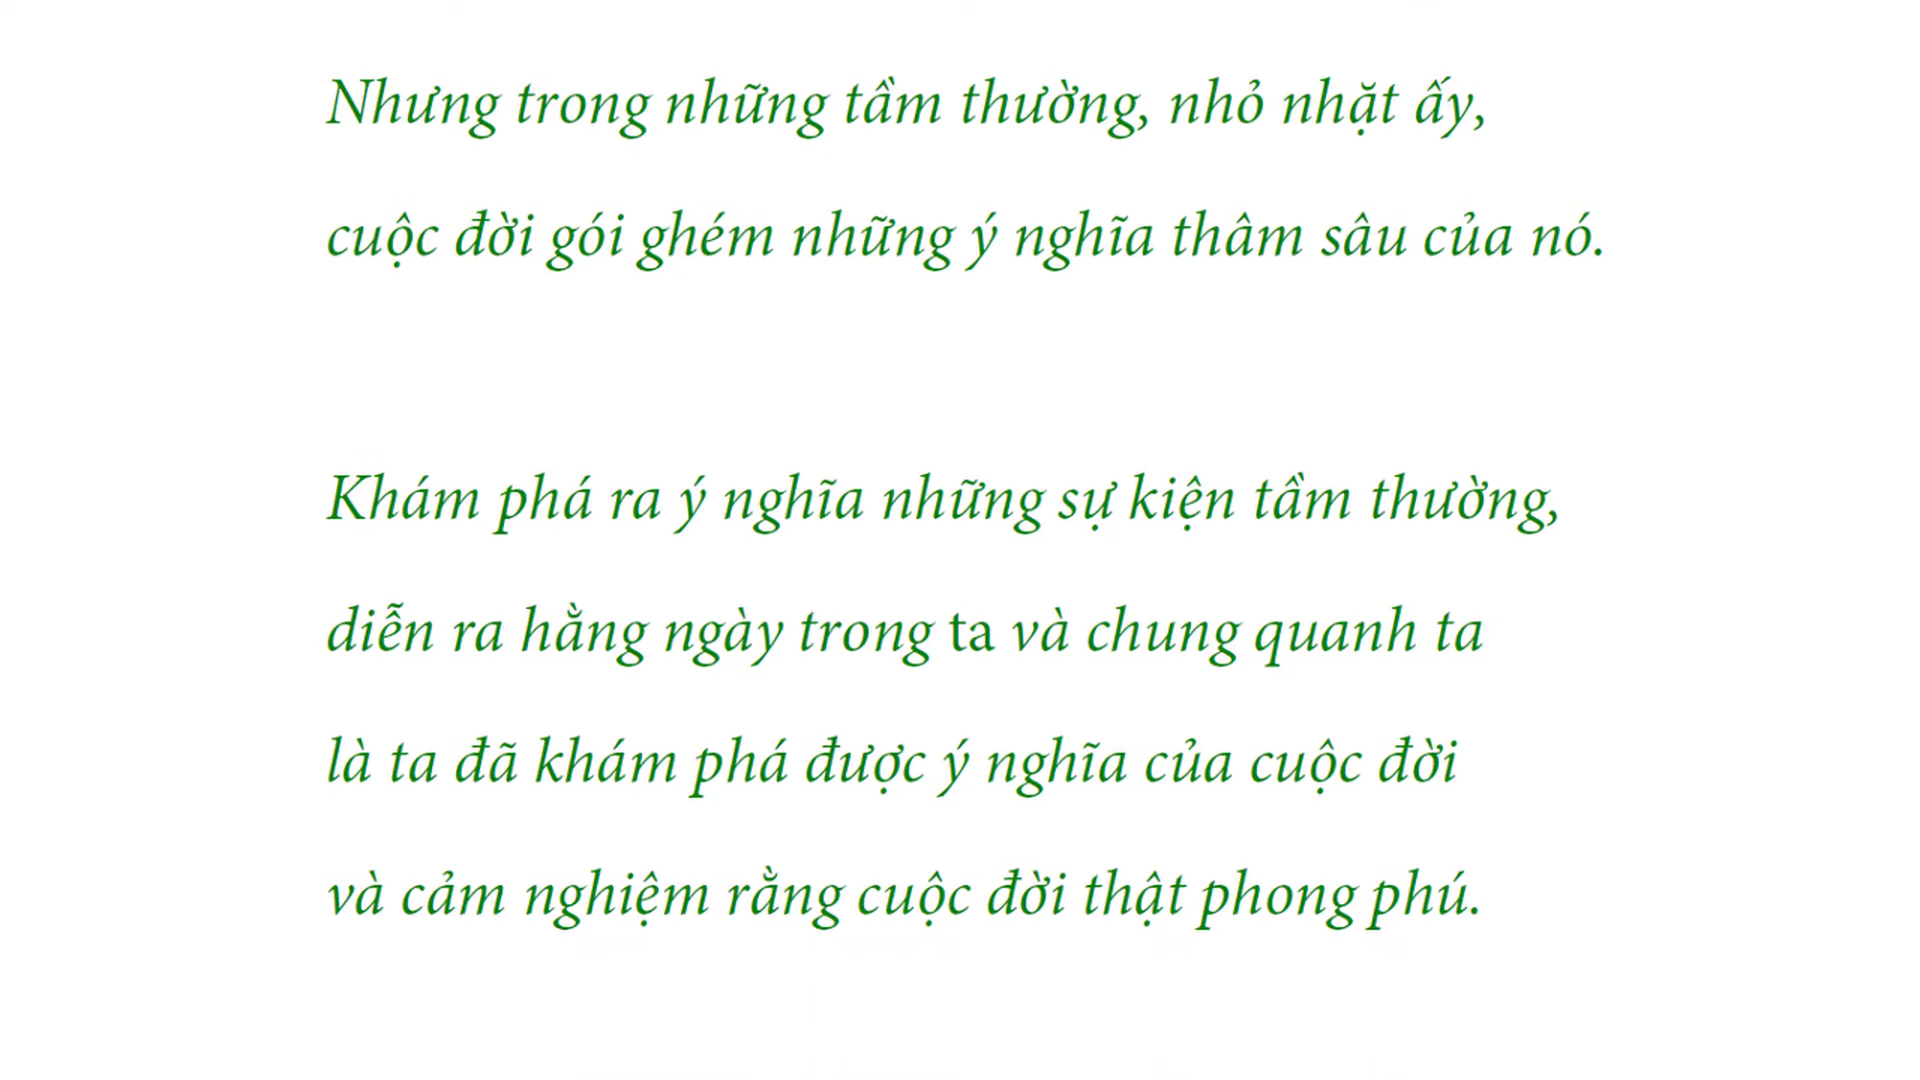 Nhưng trong những tầm thường, nhỏ nhặt ấy,
cuộc đời gói ghém những ý nghĩa thâm sâu của nó.
Khám phá ra ý nghĩa những sự kiện tầm thường,
diễn ra hằng ngày trong ta và chung quanh ta
là ta đã khám phá được ý nghĩa của cuộc đời
và cảm nghiệm rằng cuộc đời thật phong phú.